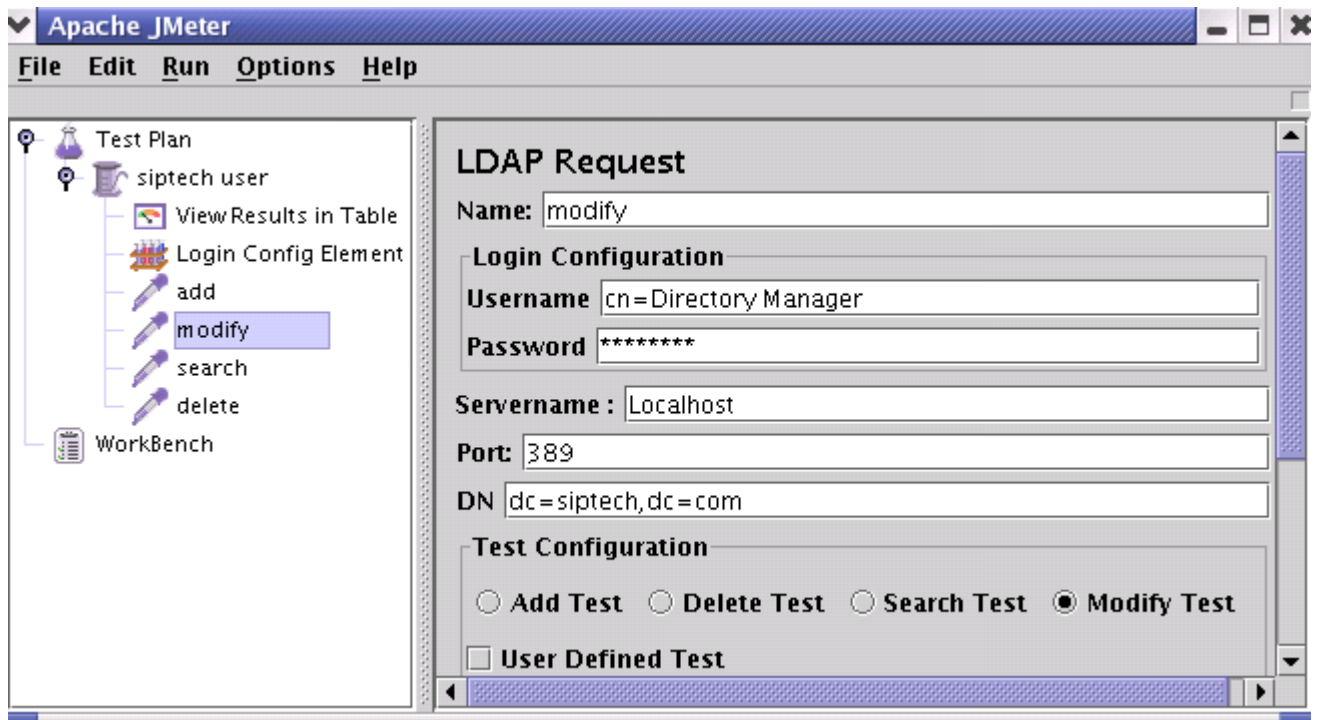 Apache JMeter
File Edit Run Options Help
Test Plan
siptech user
View Results in Table
Login Config Element
add
modify
search
delete
WorkBench
LDAP Request
Name: modify
Login Configuration
Username cn=Directory Manager
Password ********
Servername : Localhost
Port: 389
DN dc=siptech,dc=com
Test Configuration
Add Test Delete Test Search Test Modify Test
User Defined Test